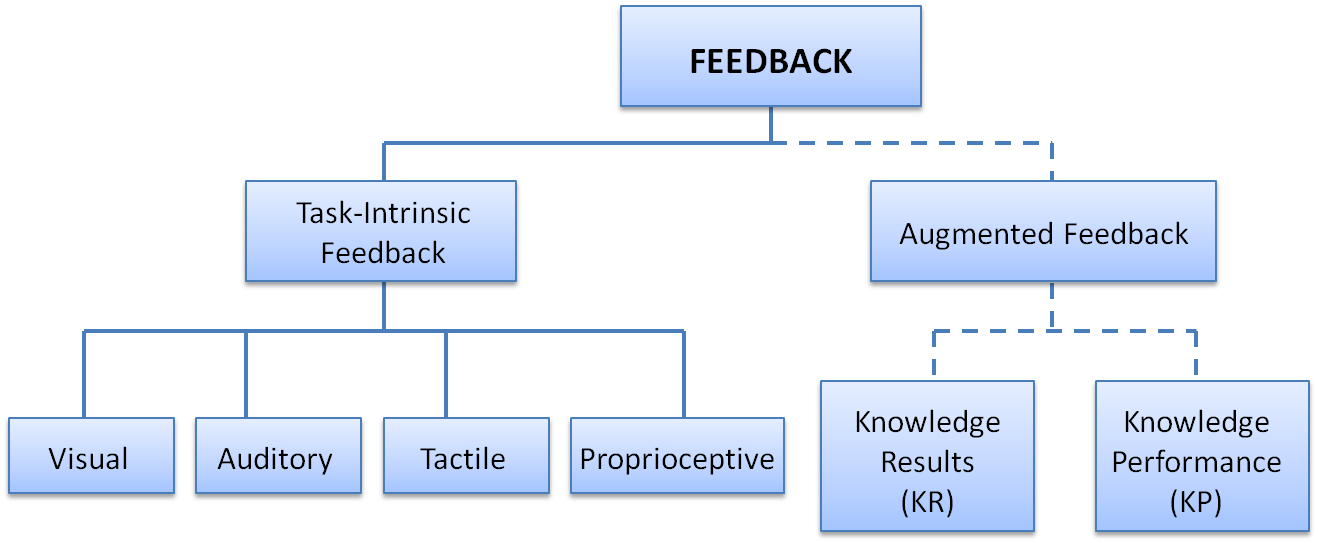 FEEDBACK
Task-Intrinsic
Feedback
Augmented Feedback
Visual
Auditory
Tactile
Proprioceptive
Knowledge
Results
(KR)
Knowledge
Performance
(KP)